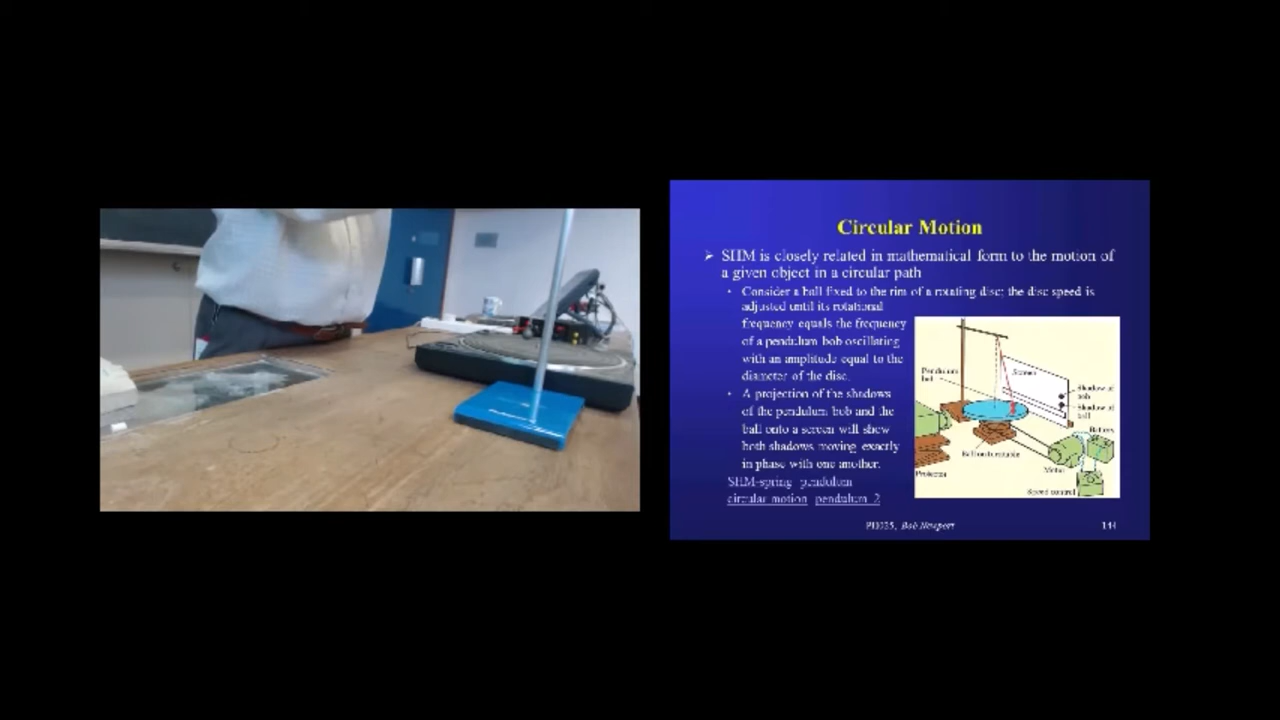 Circular Motion
➤ SHM is closely related in mathematical form to the motion of
a given object in a circular path
• Consider a ball fixed to the rim of a rotating disc; the disc speed is
adjusted until its rotational
frequency equals the frequency
of a pendulum bob oscillating
with an amplitude equal to the
diameter of the disc.
• A projection of the shadows
of the pendulum bob and the
ball onto a screen will show
both shadows moving exactly
in phase with one another.
SHM-spring pendulum
circular motion pendulum 2
Pendulum
bob
Screen
Shadow of
bob
Shadow of
ball
Battery
Ball on turntable
Motor
Projector
Speed control
PH025, Bob Newport
144